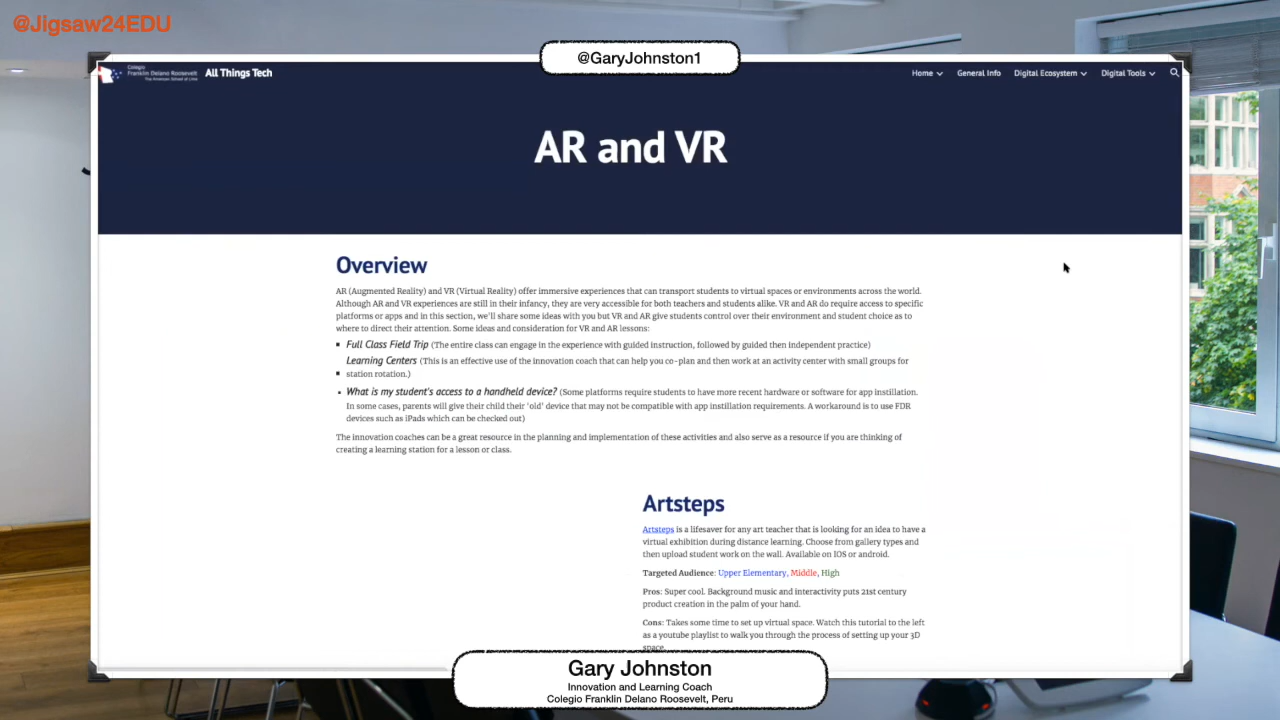 @Jigsaw24EDU
@GaryJohnston1
Colegio
Franklin Delano Roosevelt
The American School of Lima
All Things Tech
Home
General Info
Digital Ecosystem
Digital Tools
AR and VR
Overview
AR (Augmented Reality) and VR (Virtual Reality) offer immersive experiences that can transport students to virtual spaces or environments across the world.
Although AR and VR experiences are still in their infancy, they are very accessible for both teachers and students alike. VR and AR do require access to specific
platforms or apps and in this section, we'll share some ideas with you but VR and AR give students control over their environment and student choice as to
where to direct their attention. Some ideas and consideration for VR and AR lessons:
Full Class Field Trip (The entire class can engage in the experience with guided instruction, followed by guided then independent practice)
Learning Centers (This is an effective use of the innovation coach that can help you co-plan and then work at an activity center with small groups for
station rotation.)
What is my student's access to a handheld device? (Some platforms require students to have more recent hardware or software for app instillation.
In some cases, parents will give their child their 'old' device that may not be compatible with app instillation requirements. A workaround is to use FDR
devices such as iPads which can be checked out)
The innovation coaches can be a great resource in the planning and implementation of these activities and also serve as a resource if you are thinking of
creating a learning station for a lesson or class.
Artsteps
Artsteps is a lifesaver for any art teacher that is looking for an idea to have a
virtual exhibition during distance learning. Choose from gallery types and
then upload student work on the wall. Available on IOS or android.
Targeted Audience: Upper Elementary, Middle, High
Pros: Super cool. Background music and interactivity puts 21st century
product creation in the palm of your hand.
Cons: Takes some time to set up virtual space. Watch this tutorial to the left
as a youtube playlist to walk you through the process of setting up your 3D
space.
Gary Johnston
Innovation and Learning Coach
Colegio Franklin Delano Roosevelt, Peru